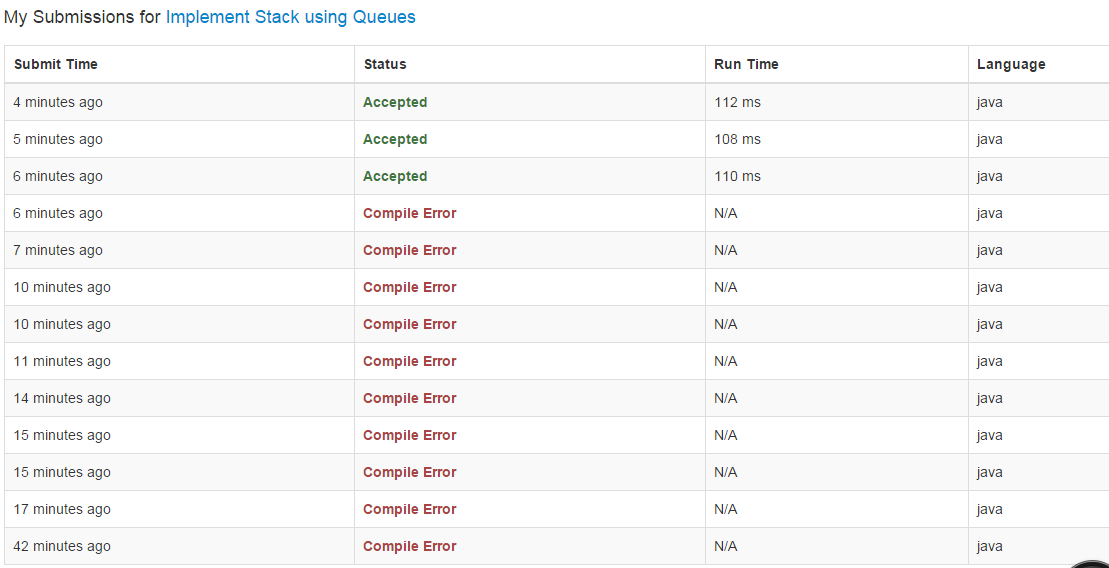 My Submissions for Implement Stack using Queues
Submit Time Status Run Time Language
4 minutes ago Accepted 112 ms java
5 minutes ago Accepted 108 ms java
6 minutes ago Accepted 110 ms java
6 minutes ago Compile Error N/A java
7 minutes ago Compile Error N/A java
10 minutes ago Compile Error N/A java
10 minutes ago Compile Error N/A java
11 minutes ago Compile Error N/A java
14 minutes ago Compile Error N/A java
15 minutes ago Compile Error N/A java
15 minutes ago Compile Error N/A java
17 minutes ago Compile Error N/A java
42 minutes ago Compile Error N/A java